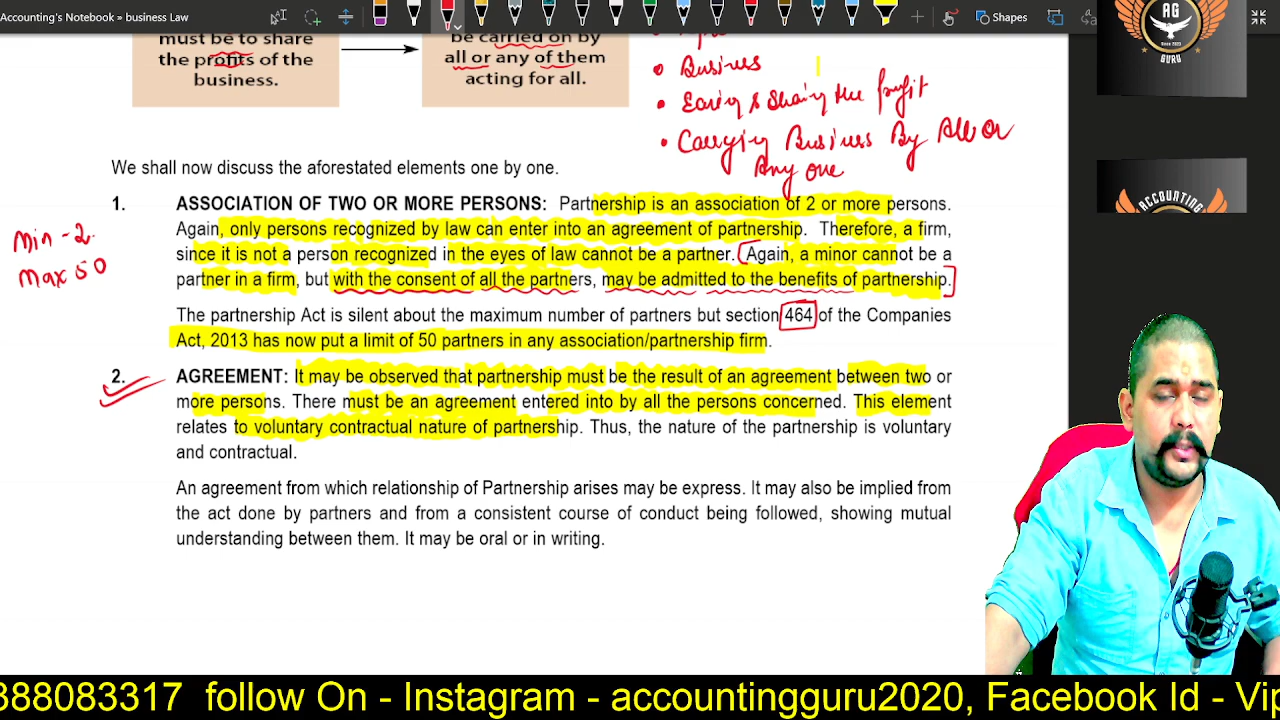 Accounting's Notebook » business Law
Shapes
must be to share
the profits of the
business.
be carried on by
all or any of them
acting for all.
• Business
• Earing & Sharing the Profit
• Carrying Business By All or
Any one
AG
GURU
ACCOUNTING
We shall now discuss the aforestated elements one by one.
1. ASSOCIATION OF TWO OR MORE PERSONS: Partnership is an association of 2 or more persons.
Again, only persons recognized by law can enter into an agreement of partnership. Therefore, a firm,
since it is not a person recognized in the eyes of law cannot be a partner. Again, a minor cannot be a
partner in a firm, but with the consent of all the partners, may be admitted to the benefits of partnership.
Min - 2.
Max 50
The partnership Act is silent about the maximum number of partners but section 464 of the Companies
Act, 2013 has now put a limit of 50 partners in any association/partnership firm.
2. AGREEMENT: It may be observed that partnership must be the result of an agreement between two or
more persons. There must be an agreement entered into by all the persons concerned. This element
relates to voluntary contractual nature of partnership. Thus, the nature of the partnership is voluntary
and contractual.
An agreement from which relationship of Partnership arises may be express. It may also be implied from
the act done by partners and from a consistent course of conduct being followed, showing mutual
understanding between them. It may be oral or in writing.
888083317 follow On - Instagram - accountingguru2020, Facebook Id - Vip